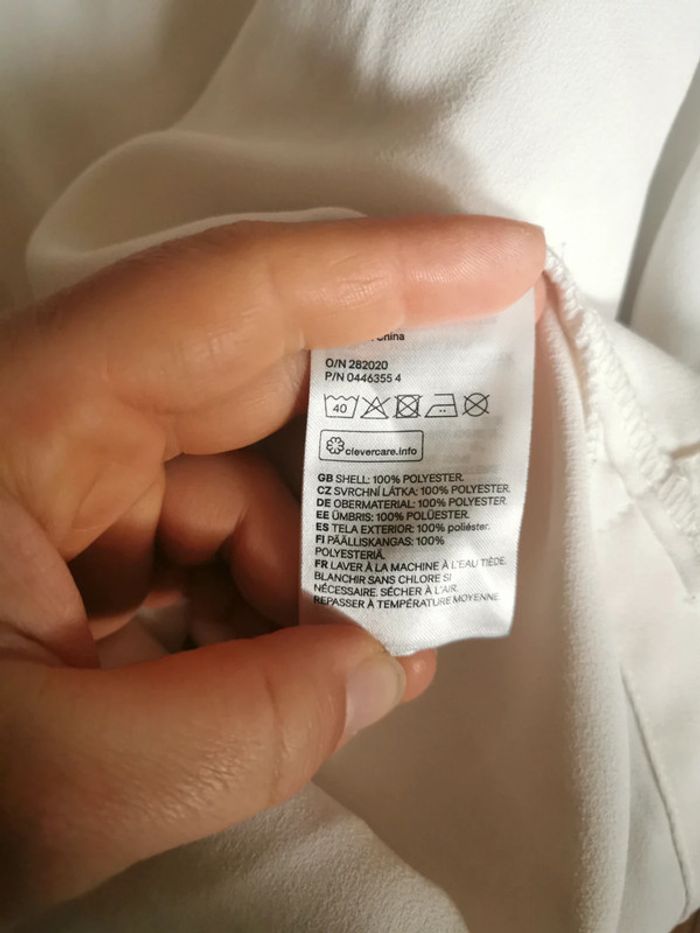 China
O/N 282020
P/N 0446355 4
40
clevercare.info
GB SHELL: 100% POLYESTER.
CZ SVRCHNÍ LÁTKA: 100% POLYESTER.
DE OBERMATERIAL: 100% POLYESTER.
EE ÜMBRIS: 100% POLÜESTER.
ES TELA EXTERIOR: 100% poliéster.
FI PÄÄLLISKANGAS: 100%
POLYESTERIÄ.
FR LAVER À LA MACHINE À L'EAU TIÈDE.
BLANCHIR SANS CHLORE SI
NÉCESSAIRE. SÉCHER À L'AIR.
REPASSER À TEMPÉRATURE MOYENNE.